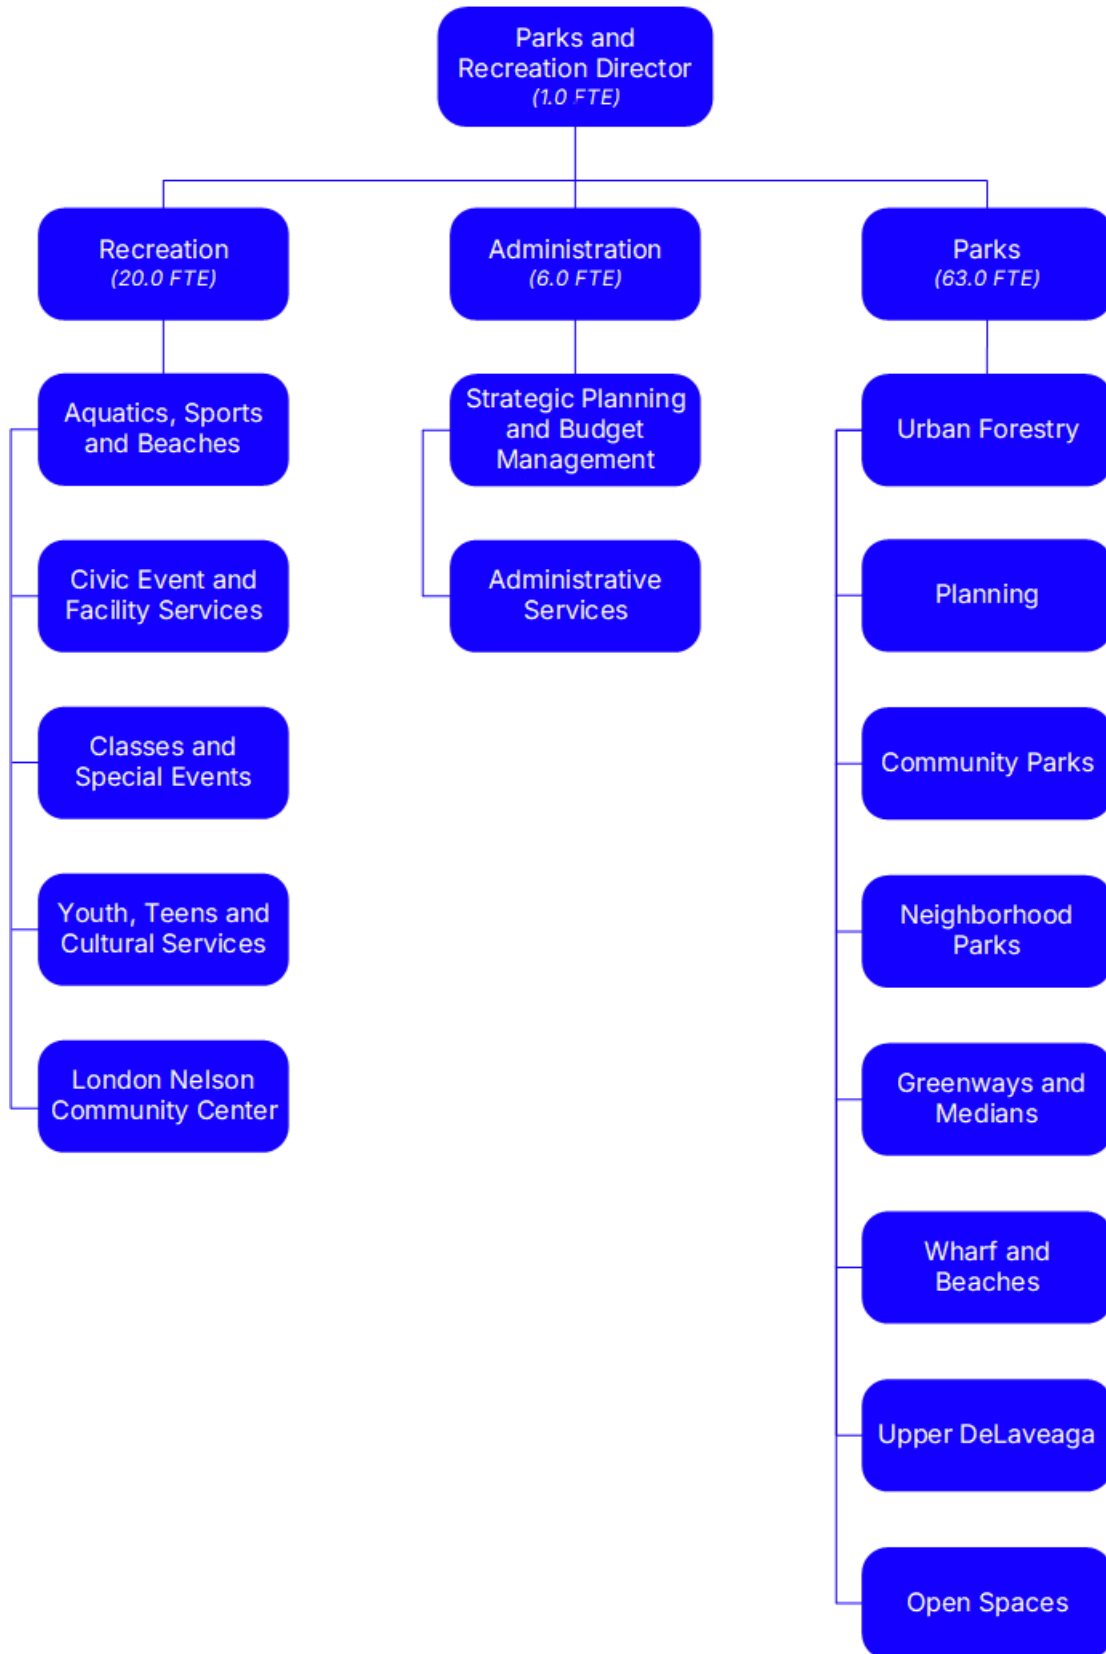 Parks and
Recreation Director
(1.0 FTE)
Recreation
(20.0 FTE)
Administration
(6.0 FTE)
Parks
(63.0 FTE)
Aquatics, Sports
and Beaches
Civic Event and
Facility Services
Classes and
Special Events
Youth, Teens and
Cultural Services
London Nelson
Community Center
Strategic Planning
and Budget
Management
Administrative
Services
Urban Forestry
Planning
Community Parks
Neighborhood
Parks
Greenways and
Medians
Wharf and
Beaches
Upper DeLaveaga
Open Spaces